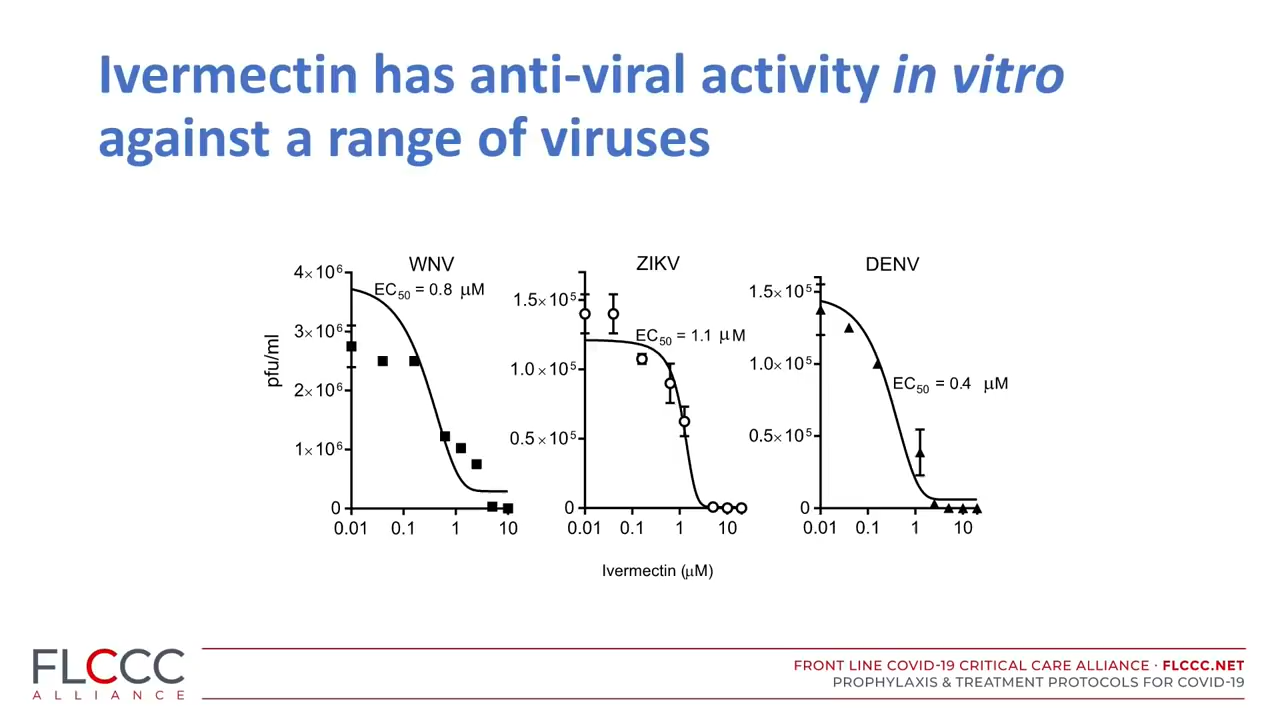 Ivermectin has anti-viral activity in vitro
against a range of viruses
WNV
EC50 = 0.8 μM
pfu/ml
4×10⁶
3×10⁶
2×10⁶
1×10⁶
0
0.01 0.1 1 10
ZIKV
EC50 = 1.1 μM
1.5×10⁵
1.0×10⁵
0.5×10⁵
0
0.01 0.1 1 10
DENV
EC50 = 0.4 μM
1.5×10⁵
1.0×10⁵
0.5×10⁵
0
0.01 0.1 1 10
Ivermectin (μM)
FLCCC
ALLIANCE
FRONT LINE COVID-19 CRITICAL CARE ALLIANCE · FLCCC.NET
PROPHYLAXIS & TREATMENT PROTOCOLS FOR COVID-19